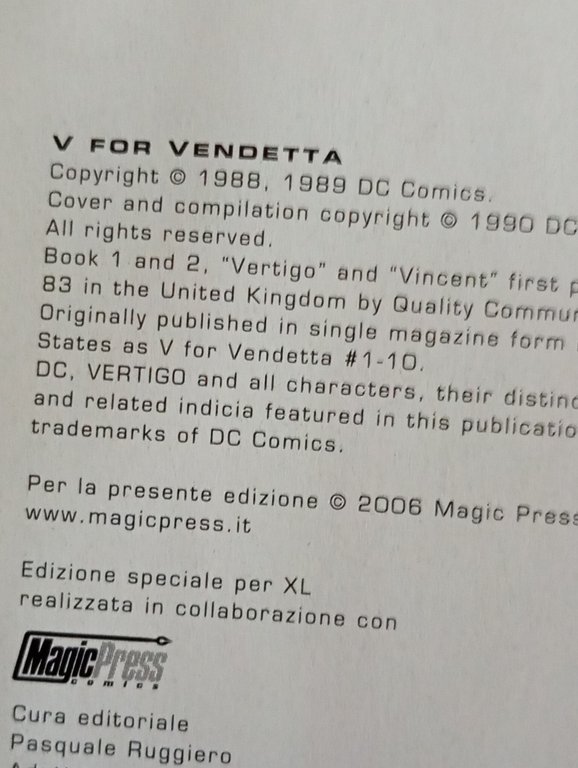 V FOR VENDETTA
Copyright © 1988, 1989 DC Comics.
Cover and compilation copyright © 1990 DC
All rights reserved.
Book 1 and 2, “Vertigo” and “Vincent” first
83 in the United Kingdom by Quality
Originally published in single magazine form
States as V for Vendetta #1-10.
DC, VERTIGO and all characters, their
and related indicia featured in this
trademarks of DC Comics.
Per la presente edizione © 2006 Magic Press
www.magicpress.it
Edizione speciale per XL
realizzata in collaborazione con
MagicPress
comics
Cura editoriale
Pasquale Ruggiero